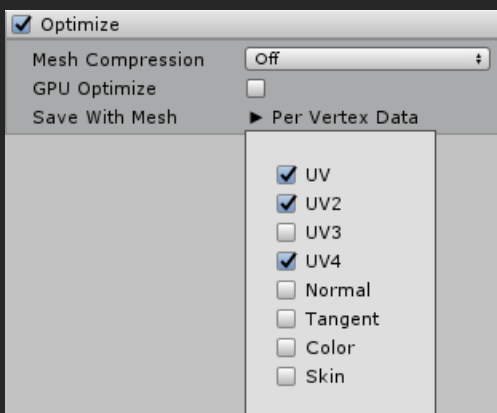 Optimize
Mesh Compression Off
GPU Optimize
Save With Mesh Per Vertex Data
UV
UV2
UV3
UV4
Normal
Tangent
Color
Skin